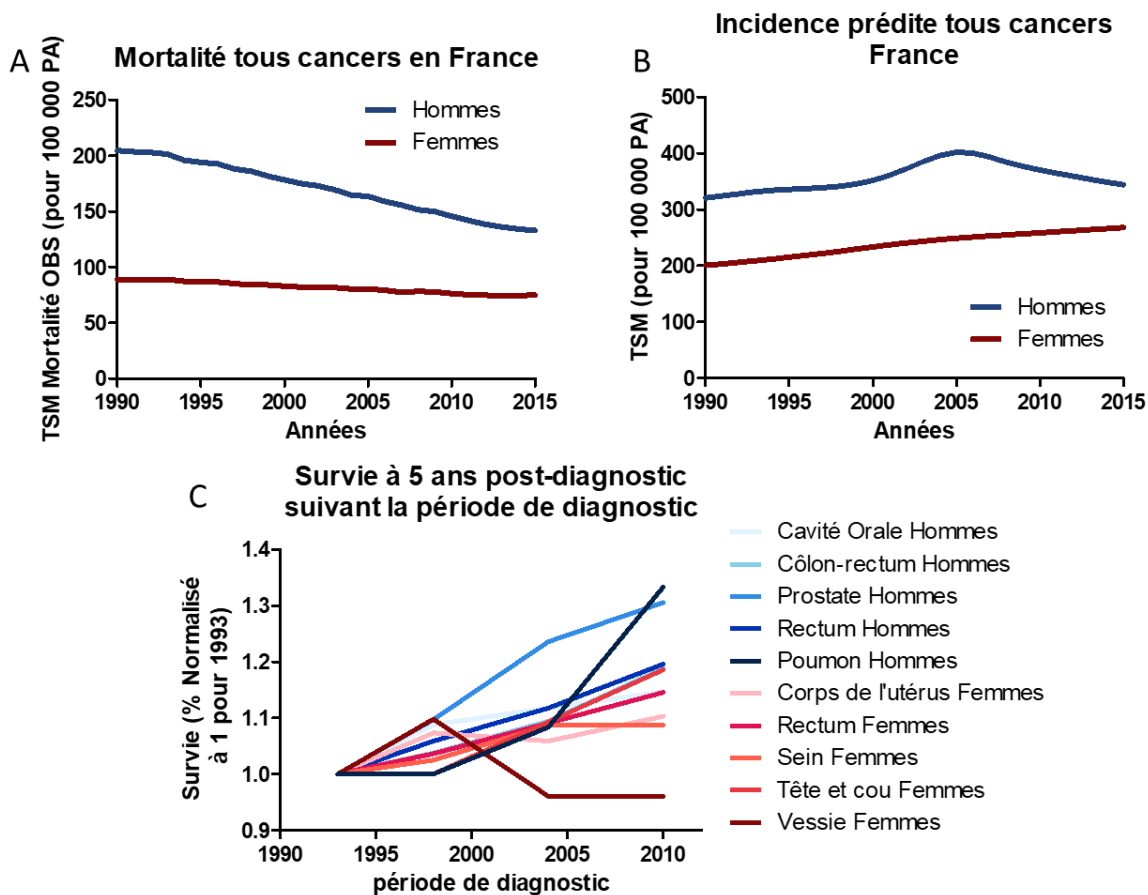 A
Mortalité tous cancers en France
TSM Mortalité OBS (pour 100 000 PA)
250
200
150
100
50
0
Hommes
Femmes
1990 1995 2000 2005 2010 2015
Années
B
Incidence prédite tous cancers
France
TSM (pour 100 000 PA)
500
400
300
200
100
0
Hommes
Femmes
1990 1995 2000 2005 2010 2015
Années
C
Survie à 5 ans post-diagnostic
suivant la période de diagnostic
Survie (% Normalisé
à 1 pour 1993)
1.4
1.3
1.2
1.1
1.0
0.9
1990 1995 2000 2005 2010
période de diagnostic
Cavité Orale Hommes
Côlon-rectum Hommes
Prostate Hommes
Rectum Hommes
Poumon Hommes
Corps de l'utérus Femmes
Rectum Femmes
Sein Femmes
Tête et cou Femmes
Vessie Femmes